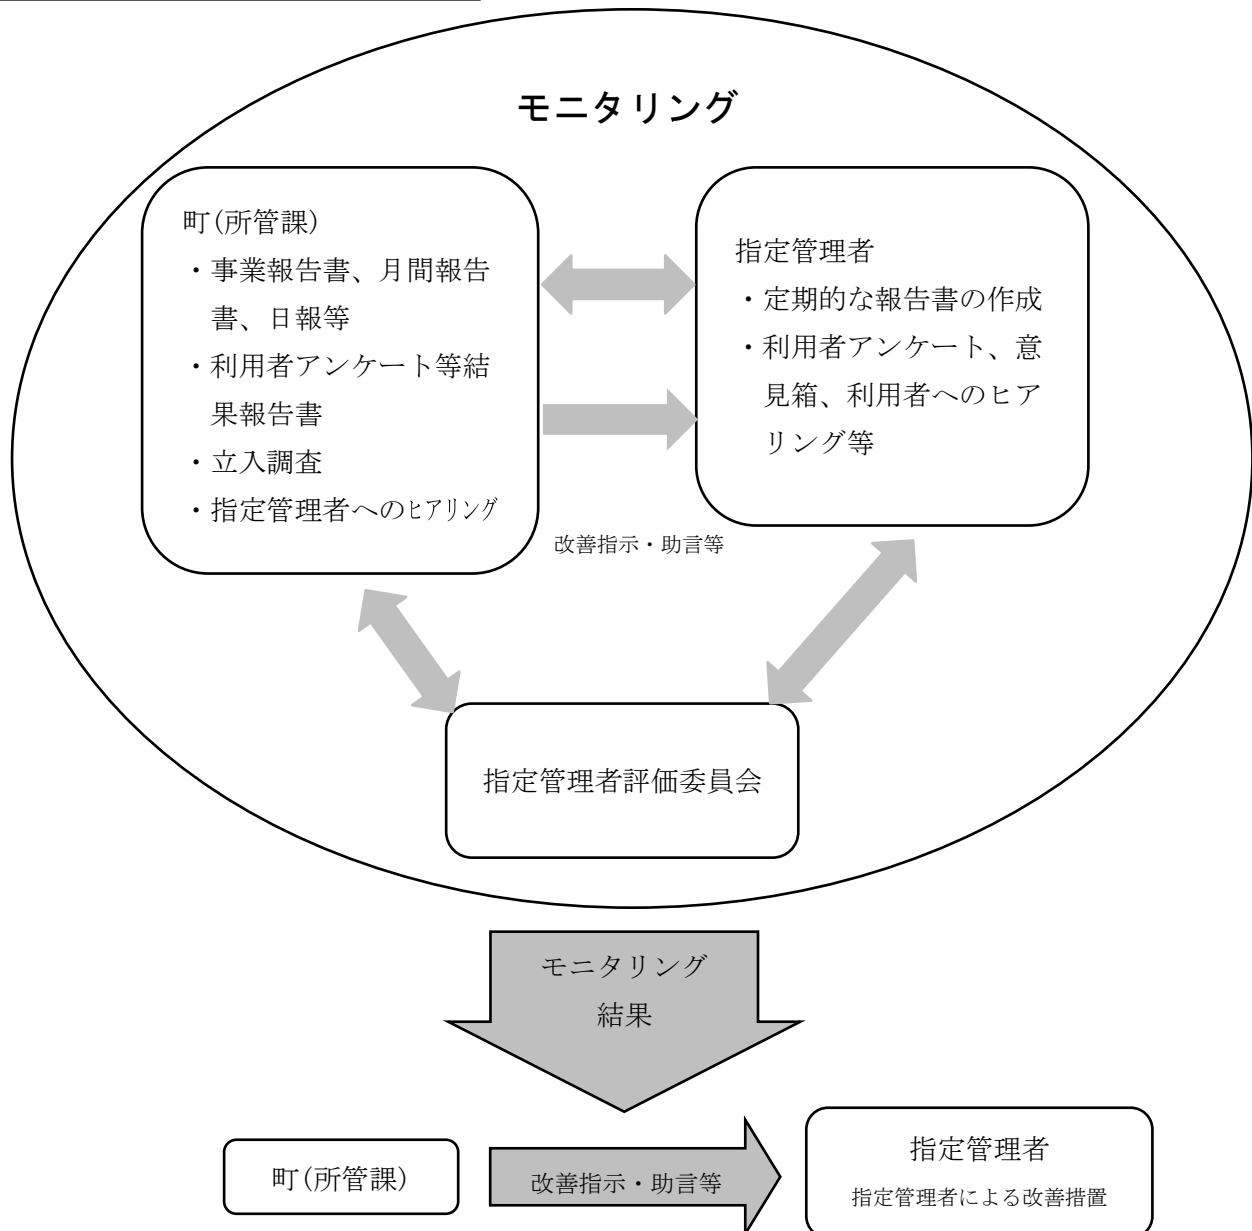 モニタリング
町(所管課)
・事業報告書、月間報告
書、日報等
・利用者アンケート等結
果報告書
・立入調査
・指定管理者へのヒアリング
指定管理者
・定期的な報告書の作成
・利用者アンケート、意
見箱、利用者へのヒア
リング等
改善指示・助言等
指定管理者評価委員会
モニタリング
結果
町(所管課)
改善指示・助言等
指定管理者
指定管理者による改善措置